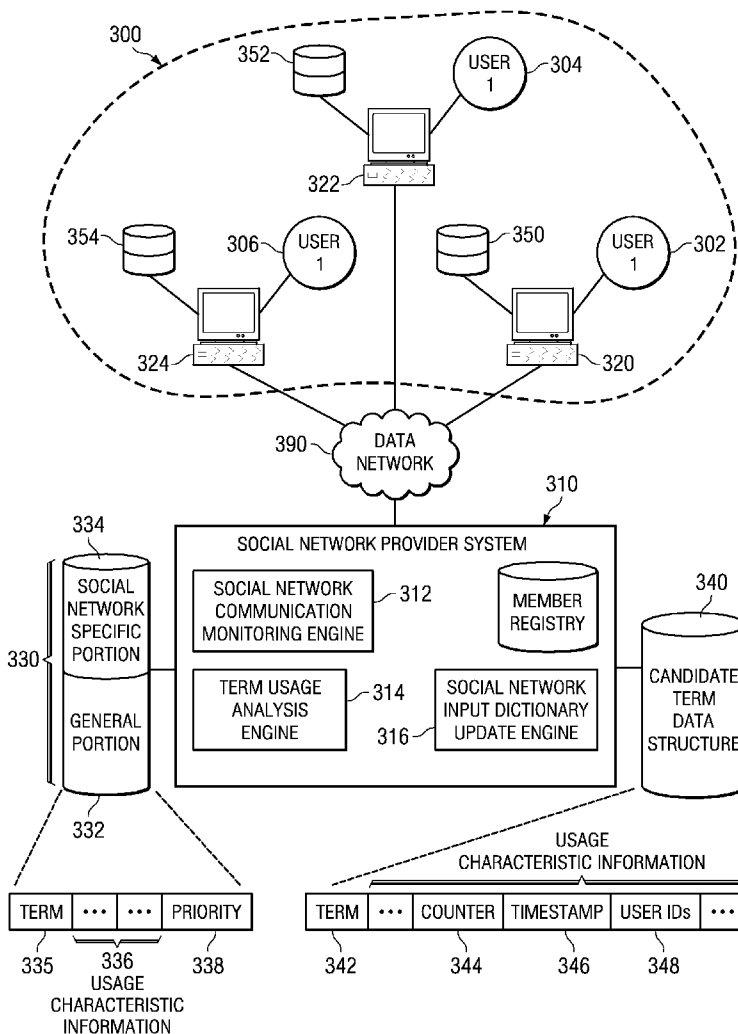 300
352
USER
1
304
322
354
306
USER
1
350
USER
1
302
324
320
390
DATA
NETWORK
310
334
SOCIAL NETWORK PROVIDER SYSTEM
330
SOCIAL
NETWORK
SPECIFIC
PORTION
GENERAL
PORTION
332
SOCIAL NETWORK
COMMUNICATION
MONITORING ENGINE
312
MEMBER
REGISTRY
TERM USAGE
ANALYSIS
ENGINE
314
316
SOCIAL NETWORK
INPUT DICTIONARY
UPDATE ENGINE
340
CANDIDATE
TERM
DATA
STRUCTURE
USAGE
CHARACTERISTIC INFORMATION
TERM ••• ••• PRIORITY
335 336 338
USAGE
CHARACTERISTIC
INFORMATION
TERM ••• COUNTER TIMESTAMP USER IDs •••
342 344 346 348